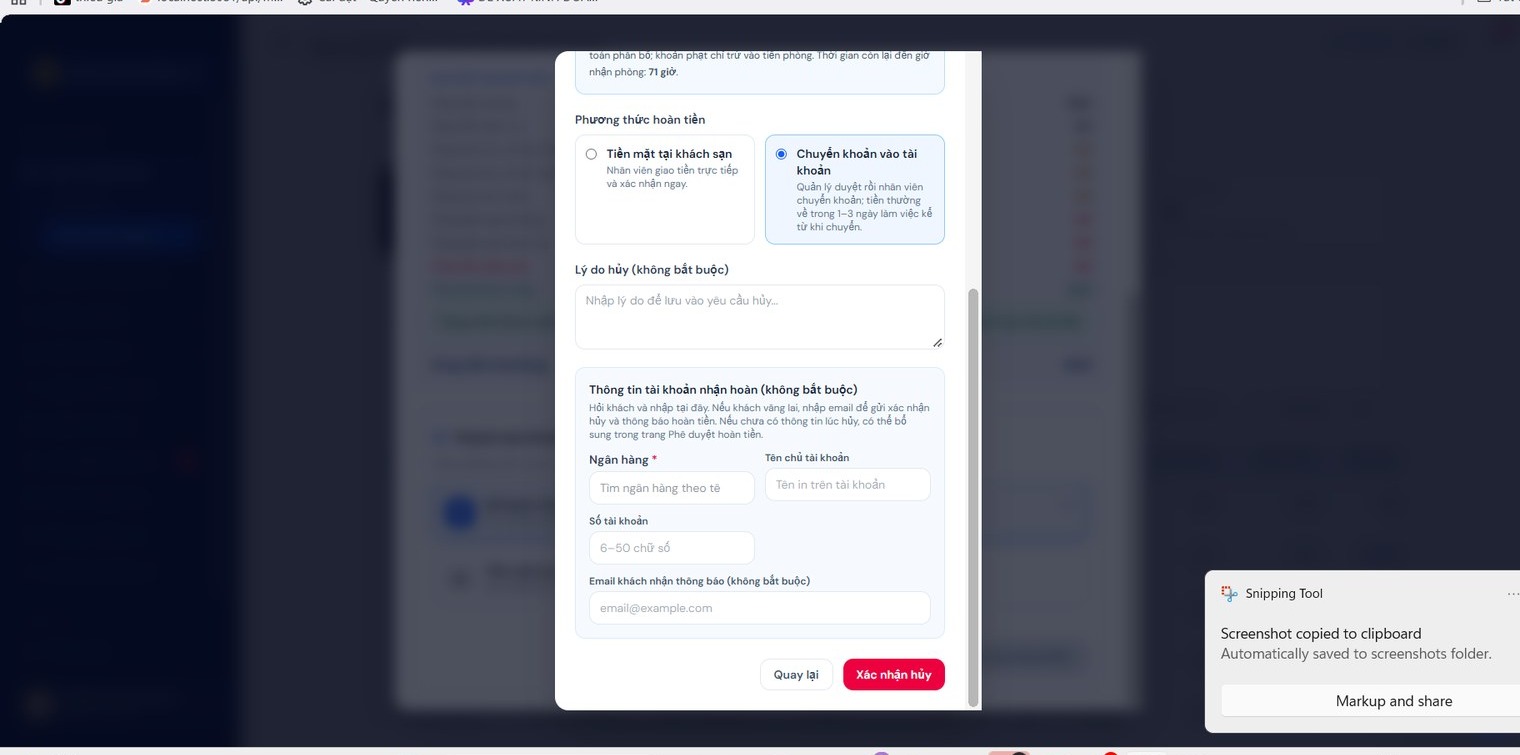 toán phân bổ; khoản phạt chỉ trừ vào tiền phòng. Thời gian còn lại đến giờ
nhận phòng: 71 giờ.
Phương thức hoàn tiền
Tiền mặt tại khách sạn
Nhân viên giao tiền trực tiếp
và xác nhận ngay.
Chuyển khoản vào tài
khoản
Quản lý duyệt rồi nhân viên
chuyển khoản; tiền thường
về trong 1–3 ngày làm việc kể
từ khi chuyển.
Lý do hủy (không bắt buộc)
Nhập lý do để lưu vào yêu cầu hủy...
Thông tin tài khoản nhận hoàn (không bắt buộc)
Hỏi khách và nhập tại đây. Nếu khách vãng lai, nhập email để gửi xác nhận
hủy và thông báo hoàn tiền. Nếu chưa có thông tin lúc hủy, có thể bổ
sung trong trang Phê duyệt hoàn tiền.
Ngân hàng *
Tên chủ tài khoản
Tìm ngân hàng theo tê
Tên in trên tài khoản
Số tài khoản
6–50 chữ số
Email khách nhận thông báo (không bắt buộc)
email@example.com
Quay lại
Xác nhận hủy
Snipping Tool
Screenshot copied to clipboard
Automatically saved to screenshots folder.
Markup and share